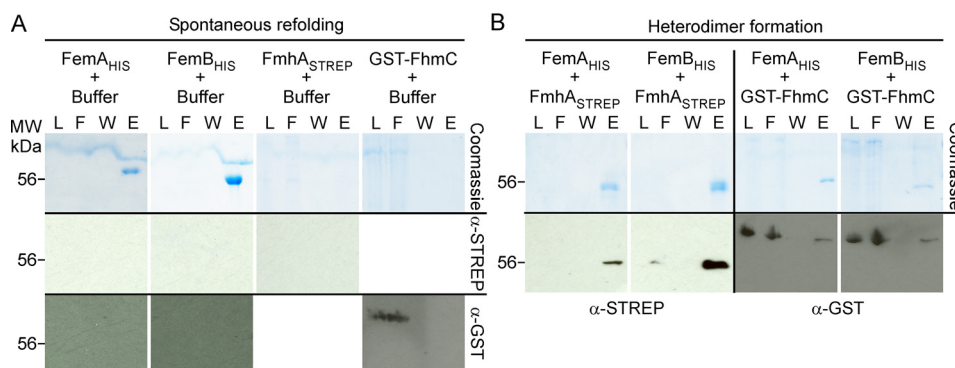 A
Spontaneous refolding
FemAHIS + Buffer
FemBHIS + Buffer
FmhASTREP + Buffer
GST-FhmC + Buffer
MW kDa
L F W E L F W E L F W E L F W E
56
Coomassie
56
α-STREP
56
α-GST
B
Heterodimer formation
FemAHIS + FmhASTREP
FemBHIS + FmhASTREP
FemAHIS + GST-FhmC
FemBHIS + GST-FhmC
L F W E L F W E L F W E L F W E
56
Coomassie
56
α-STREP
α-GST